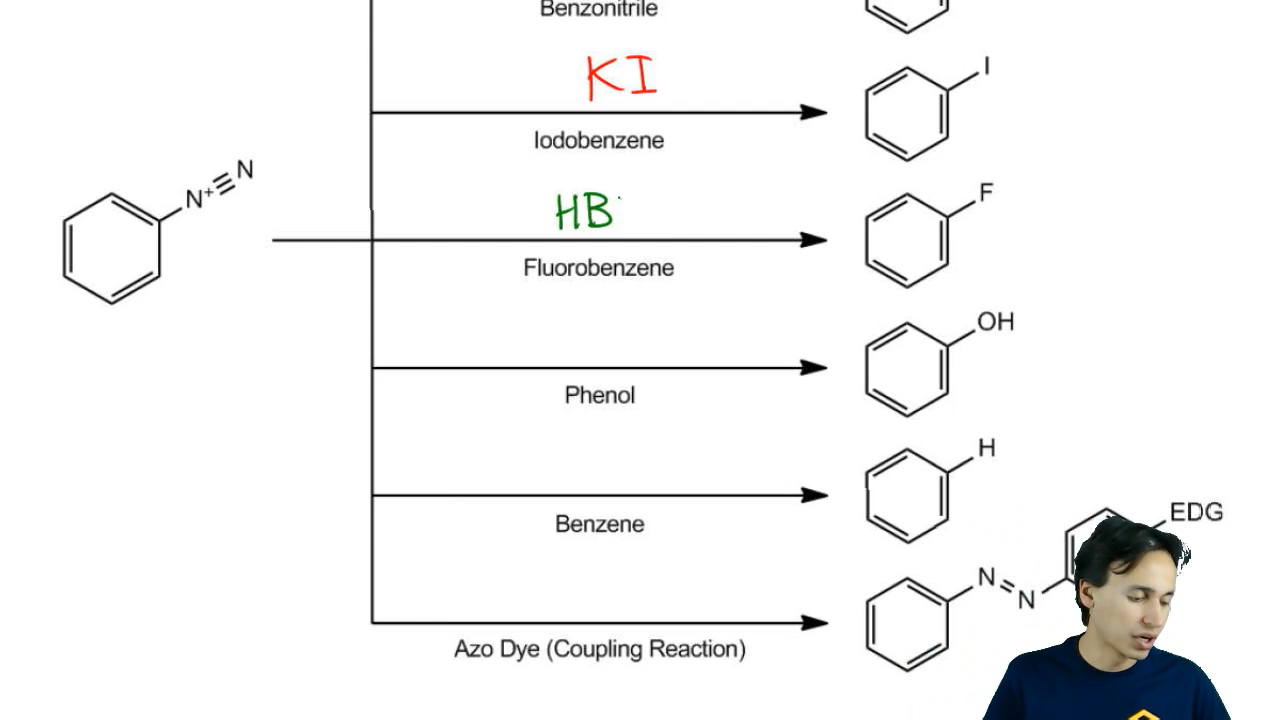 Benzonitrile
KI
I
Iodobenzene
N+≡N
HB
F
Fluorobenzene
OH
Phenol
H
Benzene
EDG
N=N
Azo Dye (Coupling Reaction)